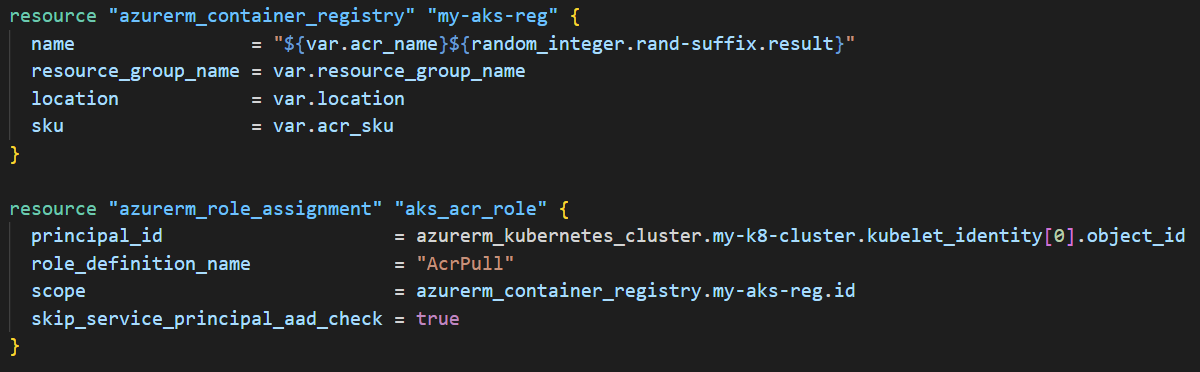 resource "azurerm_container_registry" "my-aks-reg" {
  name                = "${var.acr_name}${random_integer.rand-suffix.result}"
  resource_group_name = var.resource_group_name
  location            = var.location
  sku                 = var.acr_sku
}

resource "azurerm_role_assignment" "aks_acr_role" {
  principal_id                     = azurerm_kubernetes_cluster.my-k8-cluster.kubelet_identity[0].object_id
  role_definition_name             = "AcrPull"
  scope                            = azurerm_container_registry.my-aks-reg.id
  skip_service_principal_aad_check = true
}